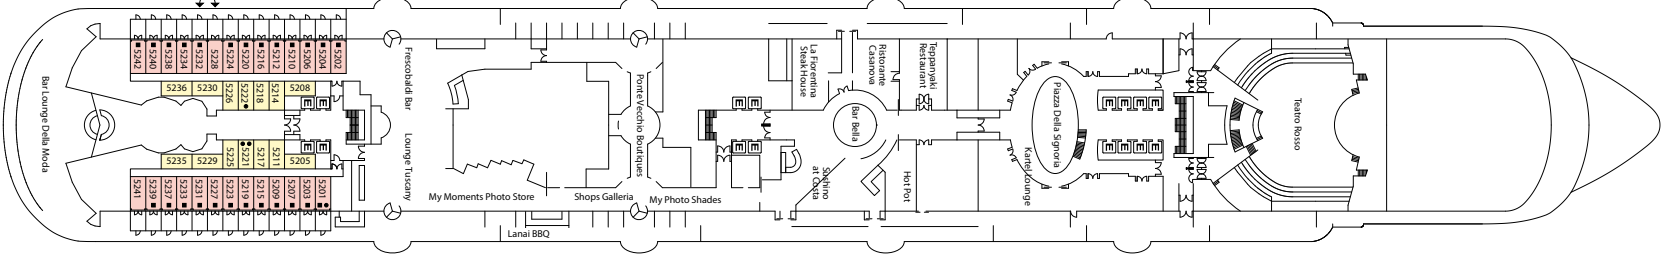 5242
5240
5238
5234
5232
5228
5224
5220
5216
5212
5210
5206
5204
5202
5236
5230
5226
5222
5218
5214
5208
E E
E E
5235
5229
5225
5221
5217
5211
5205
5241
5239
5237
5231
5227
5223
5219
5215
5209
5207
5203
5201
Bar Lounge Della Moda
Frescobaldi Bar
Lounge Tuscany
My Moments Photo Store
Lanai BBQ
Shops Galleria
Ponte Vecchio Boutiques
My Photo Shades
E E
E E
La Fiorentina
Steak House
Ristorante
Casanova
Teppanyaki
Restaurant
Bar Bella
Sushino
at Costa
Hot Pot
Piazza Della Signoria
Kartel Lounge
E E E E
E E E E
Teatro Rosso